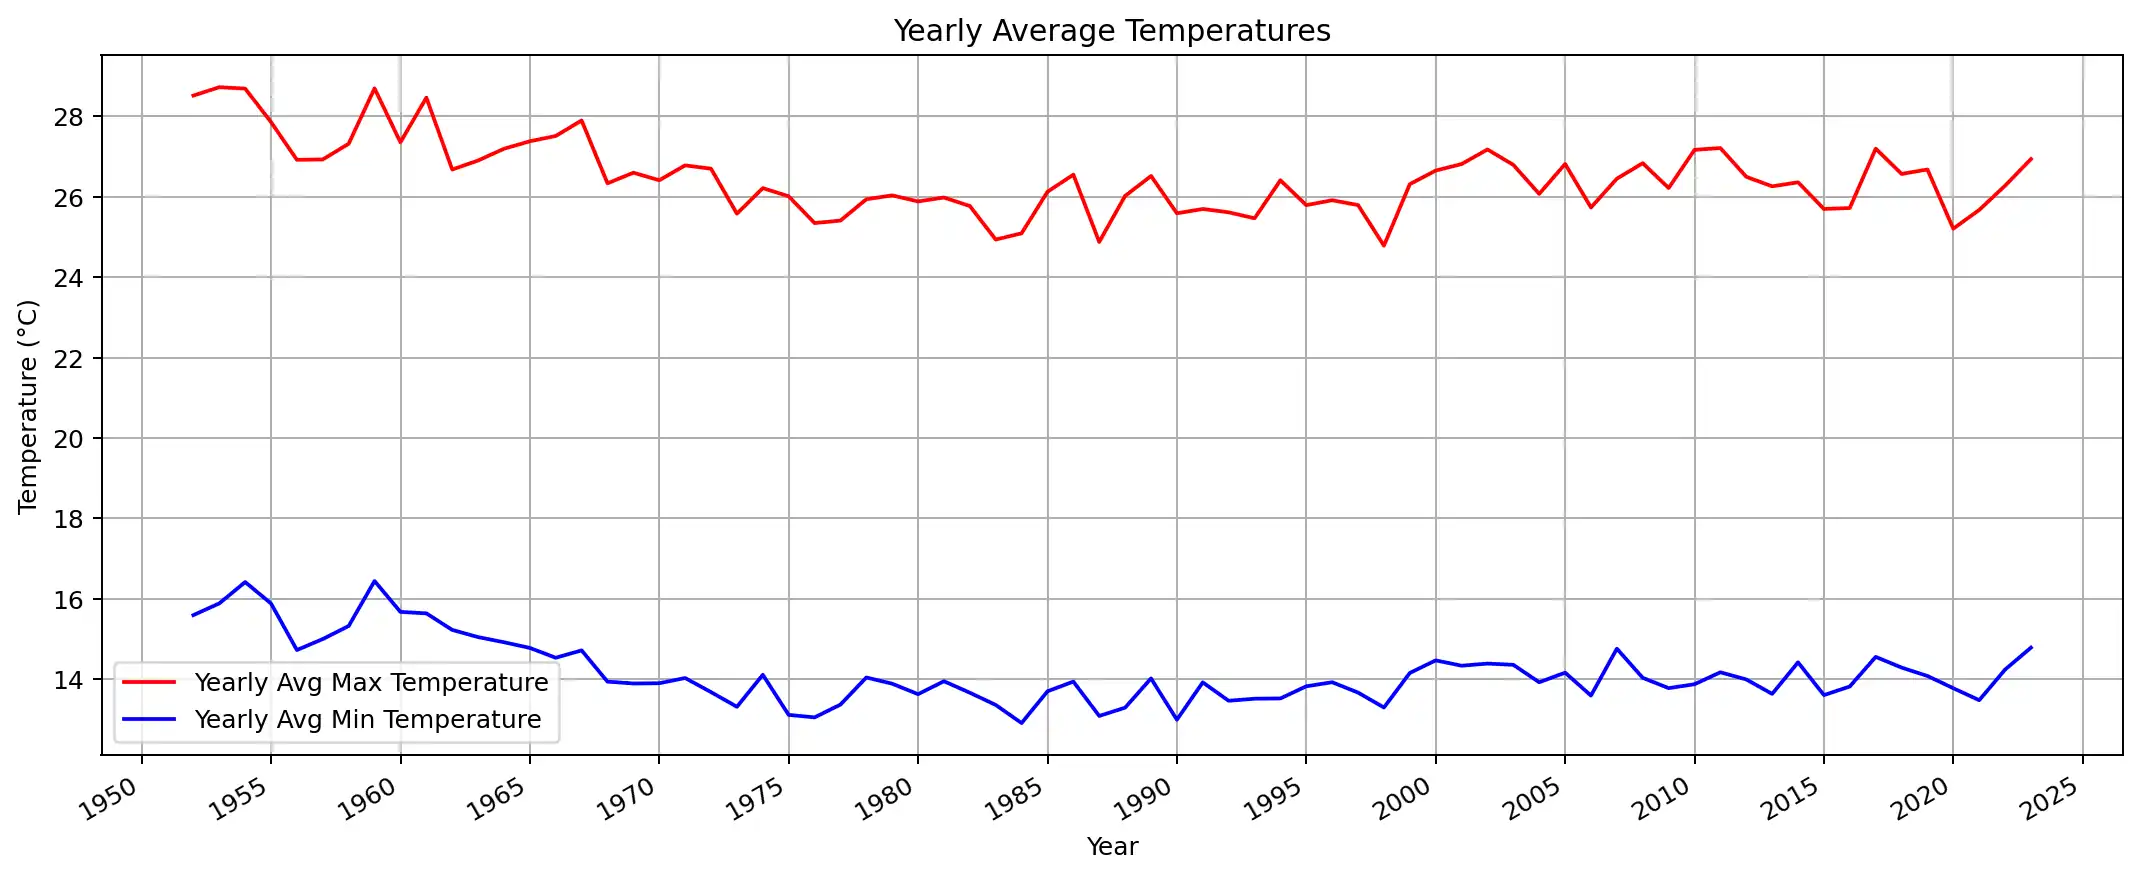 Yearly Average Temperatures
Temperature (°C)
28
26
24
22
20
18
16
14
Yearly Avg Max Temperature
Yearly Avg Min Temperature
1950 1955 1960 1965 1970 1975 1980 1985 1990 1995 2000 2005 2010 2015 2020 2025
Year